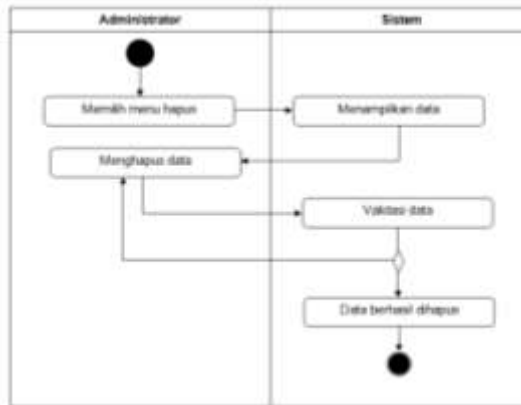 Administrator
Sistem
Memilih menu hapus
Menampilkan data
Menghapus data
Validasi data
Data berhasil dihapus